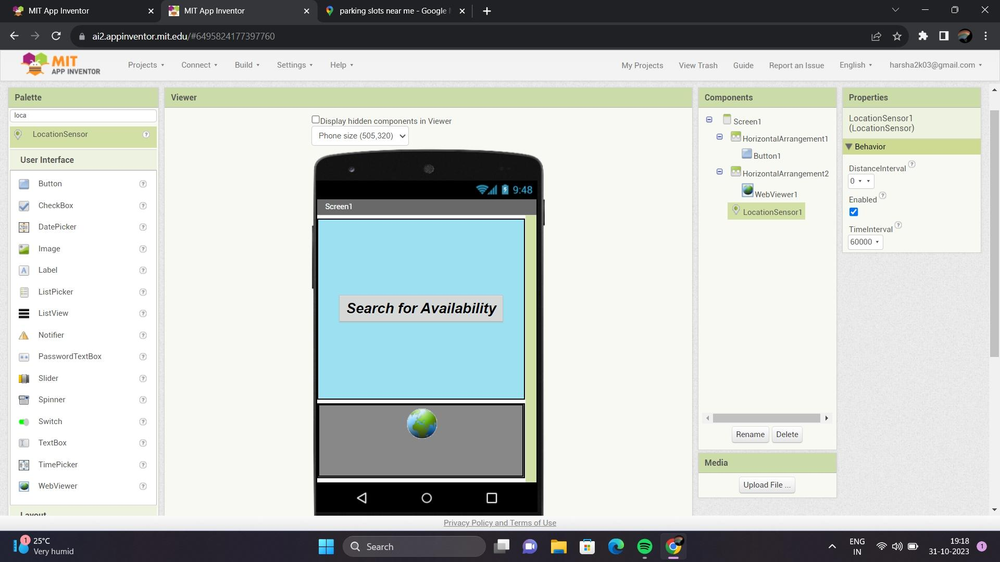 MIT App Inventor
MIT App Inventor
parking slots near me - Google
ai2.appinventor.mit.edu/#6495824177397760
MIT
APP INVENTOR
Projects
Connect
Build
Settings
Help
My Projects
View Trash
Guide
Report an Issue
English
harsha2k03@gmail.com
Palette
loca
LocationSensor
?
User Interface
Button
?
CheckBox
?
DatePicker
?
Image
?
Label
?
ListPicker
?
ListView
?
Notifier
?
PasswordTextBox
?
Slider
?
Spinner
?
Switch
?
TextBox
?
TimePicker
?
WebViewer
?
Layout
Viewer
Display hidden components in Viewer
Phone size (505,320)
9:48
Screen1
Search for Availability
Components
Screen1
HorizontalArrangement1
Button1
HorizontalArrangement2
WebViewer1
LocationSensor1
Rename
Delete
Media
Upload File ...
Properties
LocationSensor1
(LocationSensor)
Behavior
DistanceInterval ?
0
Enabled ?
TimeInterval ?
60000
Privacy Policy and Terms of Use
1
25°C
Very humid
Search
ENG
IN
19:18
31-10-2023
1